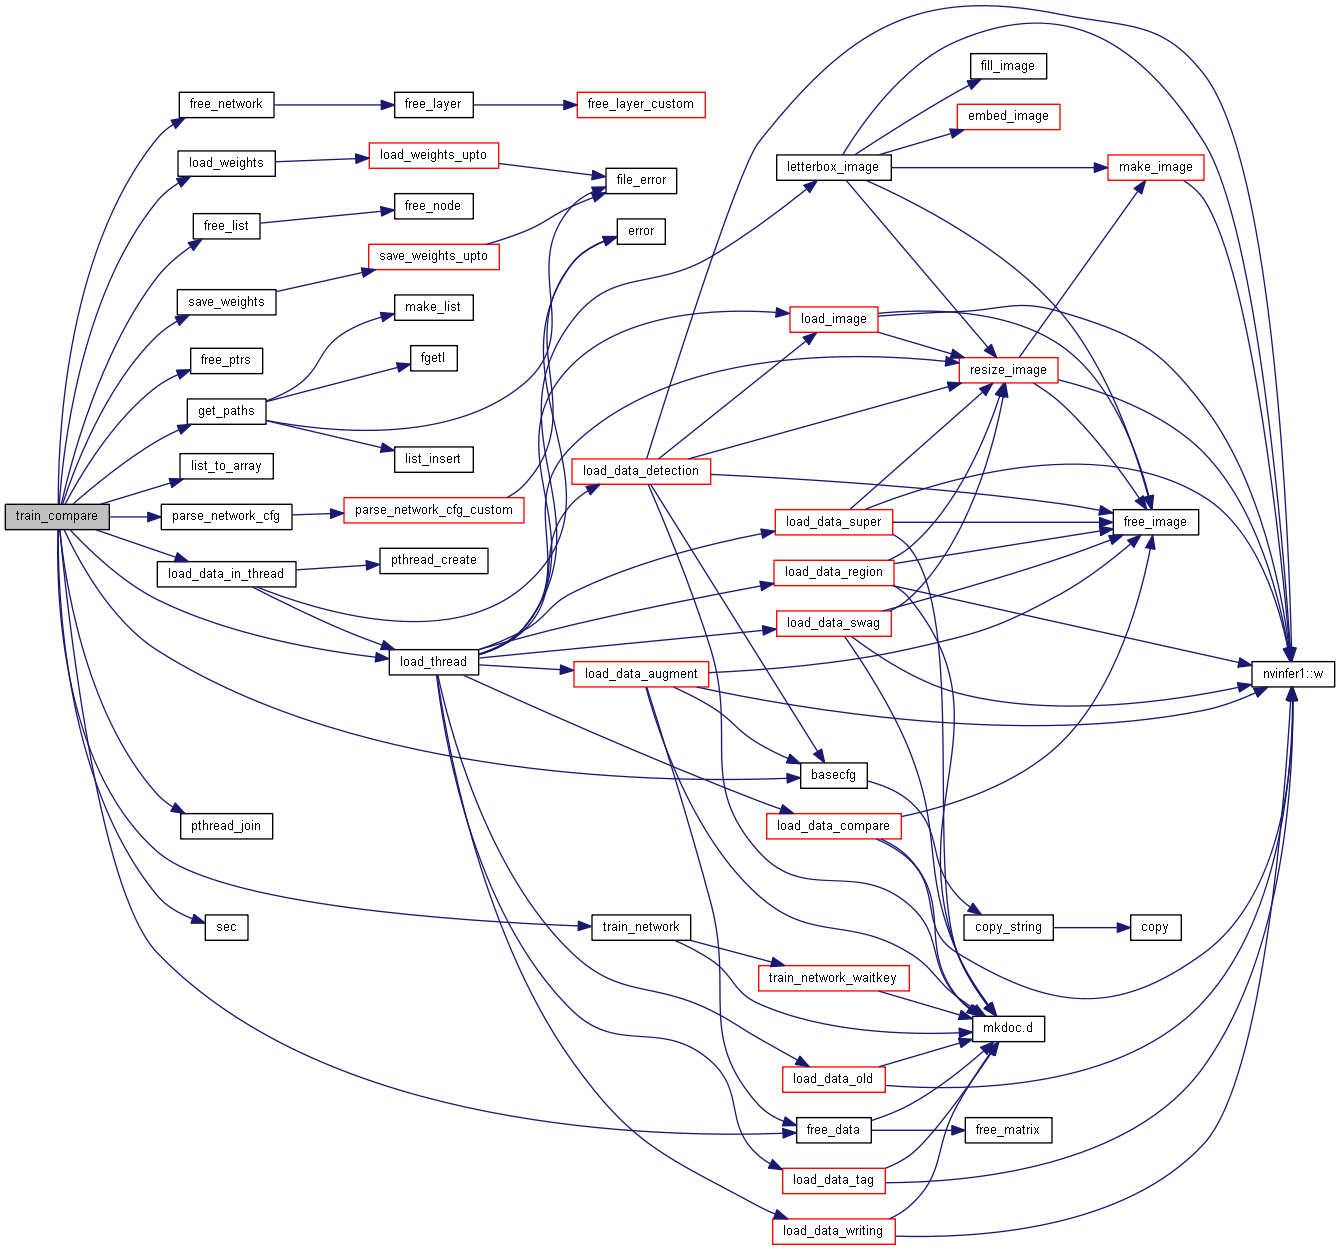 train_compare
free_network
load_weights
free_list
save_weights
free_ptrs
get_paths
list_to_array
parse_network_cfg
load_data_in_thread
pthread_join
sec
free_layer
load_weights_upto
free_node
save_weights_upto
make_list
fgetl
list_insert
parse_network_cfg_custom
pthread_create
load_thread
free_layer_custom
file_error
error
load_data_detection
load_data_augment
train_network
letterbox_image
load_image
load_data_super
load_data_region
load_data_swag
basecfg
load_data_compare
train_network_waitkey
load_data_old
free_data
load_data_tag
load_data_writing
fill_image
embed_image
resize_image
copy_string
mkdoc.d
free_matrix
make_image
free_image
copy
nvinfer1::w